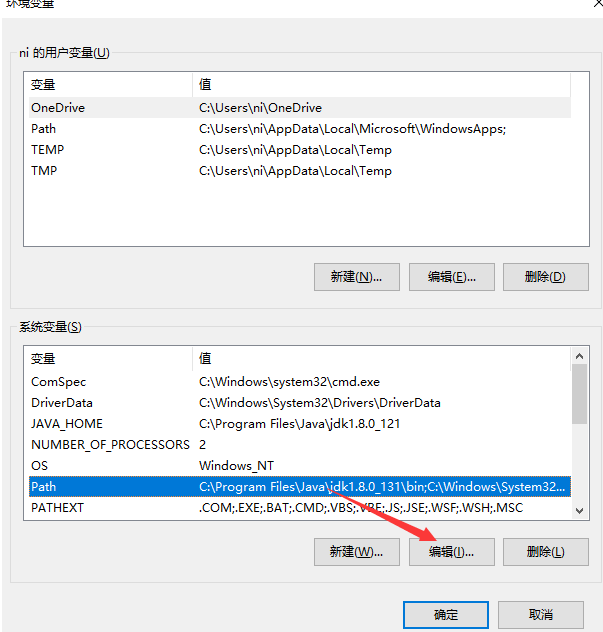 环境变量
ni 的用户变量(U)
变量 值
OneDrive C:\Users\ni\OneDrive
Path C:\Users\ni\AppData\Local\Microsoft\WindowsApps;
TEMP C:\Users\ni\AppData\Local\Temp
TMP C:\Users\ni\AppData\Local\Temp
新建(N)... 编辑(E)... 删除(D)
系统变量(S)
变量 值
ComSpec C:\Windows\system32\cmd.exe
DriverData C:\Windows\System32\Drivers\DriverData
JAVA_HOME C:\Program Files\Java\jdk1.8.0_121
NUMBER_OF_PROCESSORS 2
OS Windows_NT
Path C:\Program Files\Java\jdk1.8.0_131\bin;C:\Windows\System32...
PATHEXT .COM;.EXE;.BAT;.CMD;.VBS;.VBE;.JS;.JSE;.WSF;.WSH;.MSC
新建(W)... 编辑(I)... 删除(L)
确定 取消